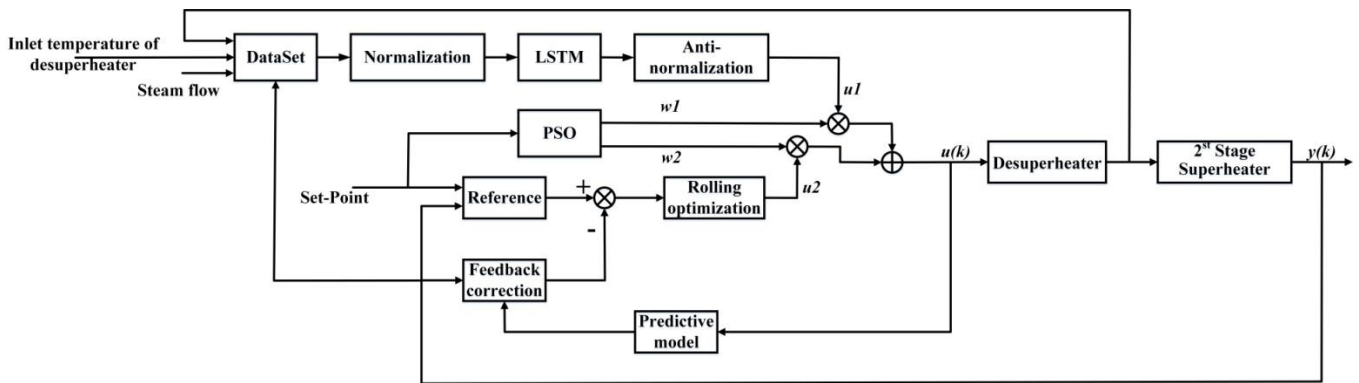 Inlet temperature of
desuperheater
Steam flow
DataSet
Normalization
LSTM
Anti-
normalization
u1
PSO
w1
w2
Set-Point
Reference
+
-
Rolling
optimization
u2
u(k)
Desuperheater
2st Stage
Superheater
y(k)
Feedback
correction
Predictive
model